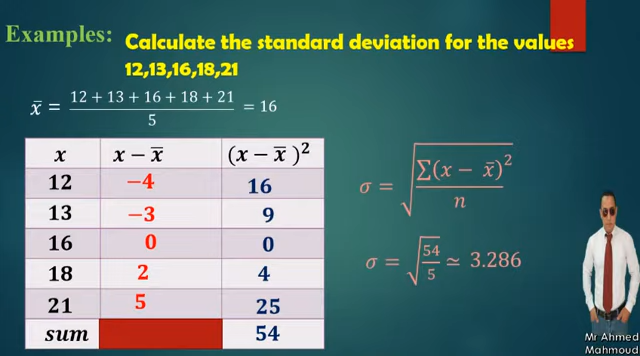 Examples:
Calculate the standard deviation for the values
12,13,16,18,21
x̄ = (12 + 13 + 16 + 18 + 21)/5 = 16
x | x − x̄ | (x − x̄)²
12 | −4 | 16
13 | −3 | 9
16 | 0 | 0
18 | 2 | 4
21 | 5 | 25
sum | 54
σ = √(∑(x − x̄)²/n)
σ = √(54/5) ≃ 3.286
Mr Ahmed
Mahmoud